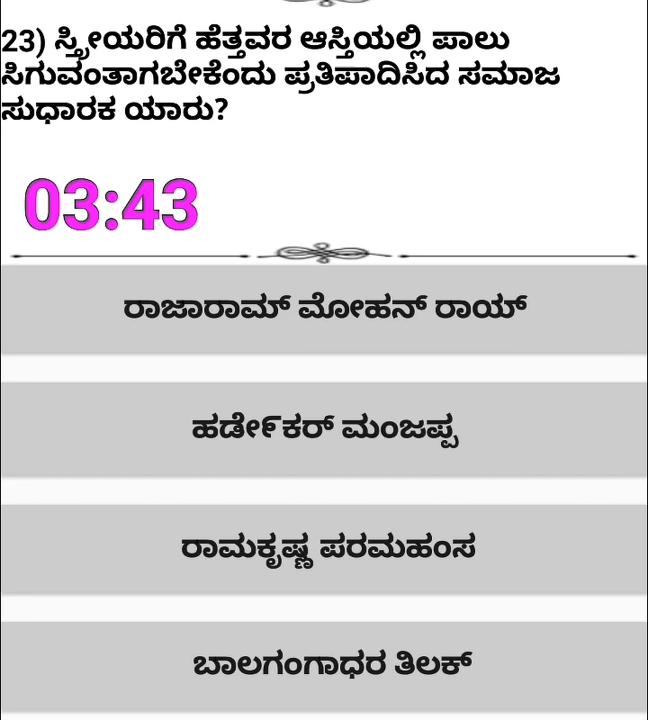 23) ಸ್ತ್ರೀಯರಿಗೆ ಹೆತ್ತವರ ಆಸ್ತಿಯಲ್ಲಿ ಪಾಲು
ಸಿಗುವಂತಾಗಬೇಕೆಂದು ಪ್ರತಿಪಾದಿಸಿದ ಸಮಾಜ
ಸುಧಾರಕ ಯಾರು?
03:43
ರಾಜಾರಾಮ್ ಮೋಹನ್ ರಾಯ್
ಹರ್ಡೇಕರ್ ಮಂಜಪ್ಪ
ರಾಮಕೃಷ್ಣ ಪರಮಹಂಸ
ಬಾಲಗಂಗಾಧರ ತಿಲಕ್